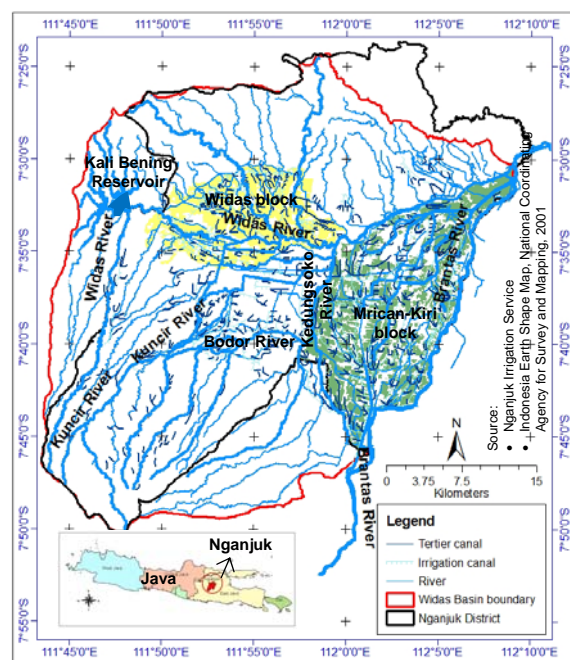 111°45'0"E 111°50'0"E 111°55'0"E 112°0'0"E 112°5'0"E 112°10'0"E
7°25'0"S
7°30'0"S
7°35'0"S
7°40'0"S
7°45'0"S
7°50'0"S
7°55'0"S
7°25'0"S
7°30'0"S
7°35'0"S
7°40'0"S
7°45'0"S
7°50'0"S
7°55'0"S
Kali Bening
Reservoir
Widas block
Widas River
Widas River
Kedungsoko
River
Brantas River
Mrican-Kiri
block
Kuncir River
Bodor River
Kuncir River
Brantas River
Source:
• Nganjuk Irrigation Service
• Indonesia Earth Shape Map, National Coordinating
Agency for Survey and Mapping, 2001
N
0 3.75 7.5 15
Kilometers
Legend
Tertier canal
Irrigation canal
River
Widas Basin boundary
Nganjuk District
Nganjuk
Java
111°45'0"E 111°50'0"E 111°55'0"E 112°0'0"E 112°5'0"E 112°10'0"E